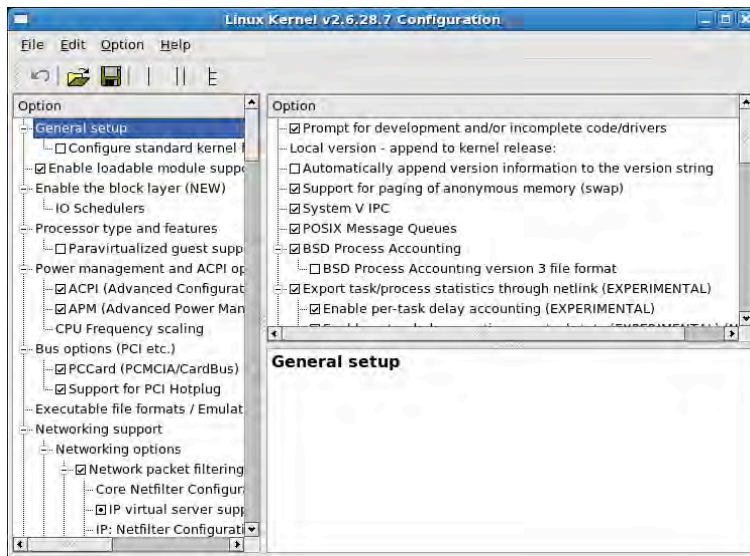 Linux Kernel v2.6.28.7 Configuration
File Edit Option Help
Option
General setup
Configure standard kernel
Enable loadable module suppo
Enable the block layer (NEW)
IO Schedulers
Processor type and features
Paravirtualized guest supp
Power management and ACPI op
ACPI (Advanced Configurat
APM (Advanced Power Man
CPU Frequency scaling
Bus options (PCI etc.)
PCCard (PCMCIA/CardBus)
Support for PCI Hotplug
Executable file formats / Emulat
Networking support
Networking options
Network packet filtering
Core Netfilter Configur
IP virtual server supp
IP: Netfilter Configurati
Option
Prompt for development and/or incomplete code/drivers
Local version - append to kernel release:
Automatically append version information to the version string
Support for paging of anonymous memory (swap)
System V IPC
POSIX Message Queues
BSD Process Accounting
BSD Process Accounting version 3 file format
Export task/process statistics through netlink (EXPERIMENTAL)
Enable per-task delay accounting (EXPERIMENTAL)
General setup